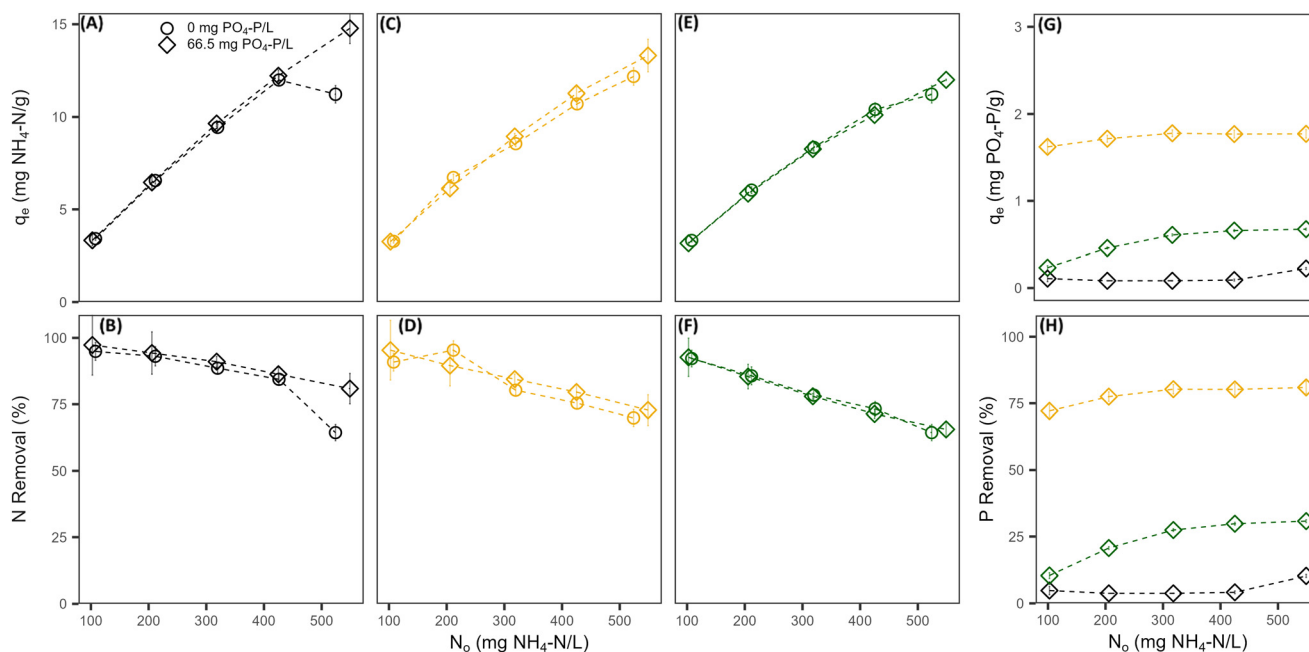 (A)
0 mg PO₄-P/L
66.5 mg PO₄-P/L
(C)
(E)
(G)
15
10
5
0
qₑ (mg NH₄-N/g)
3
2
1
0
qₑ (mg PO₄-P/g)
(B)
(D)
(F)
(H)
100
75
50
25
0
N Removal (%)
100
75
50
25
0
P Removal (%)
100 200 300 400 500
100 200 300 400 500
100 200 300 400 500
100 200 300 400 500
Nₒ (mg NH₄-N/L)
Nₒ (mg NH₄-N/L)